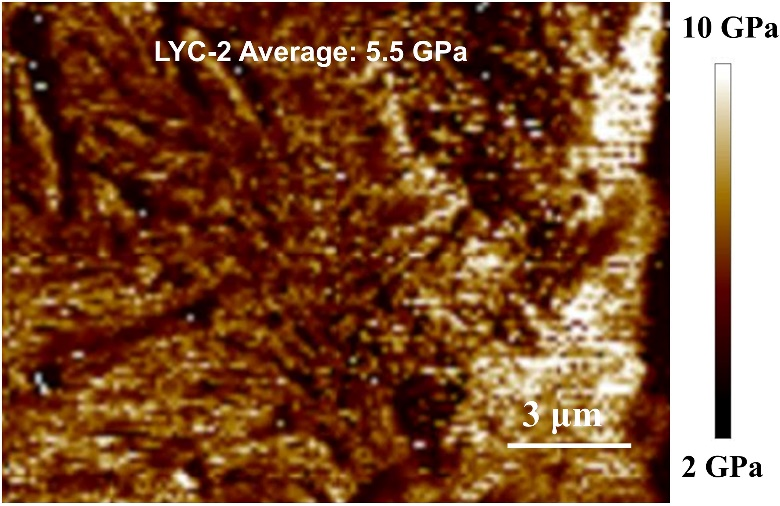 LYC-2 Average: 5.5 GPa
10 GPa
3 μm
2 GPa